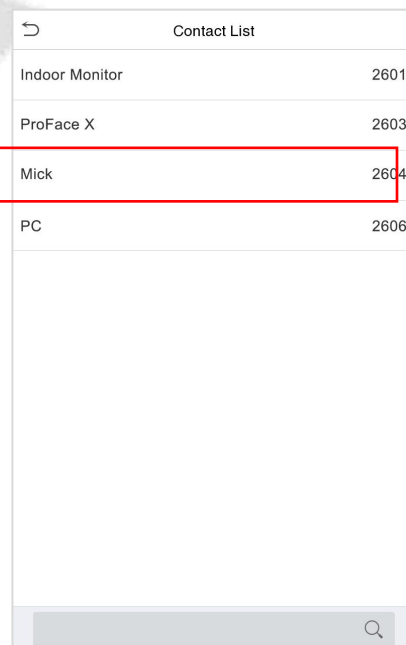 Contact List
Indoor Monitor 2601
ProFace X 2603
Mick 2604
PC 2606